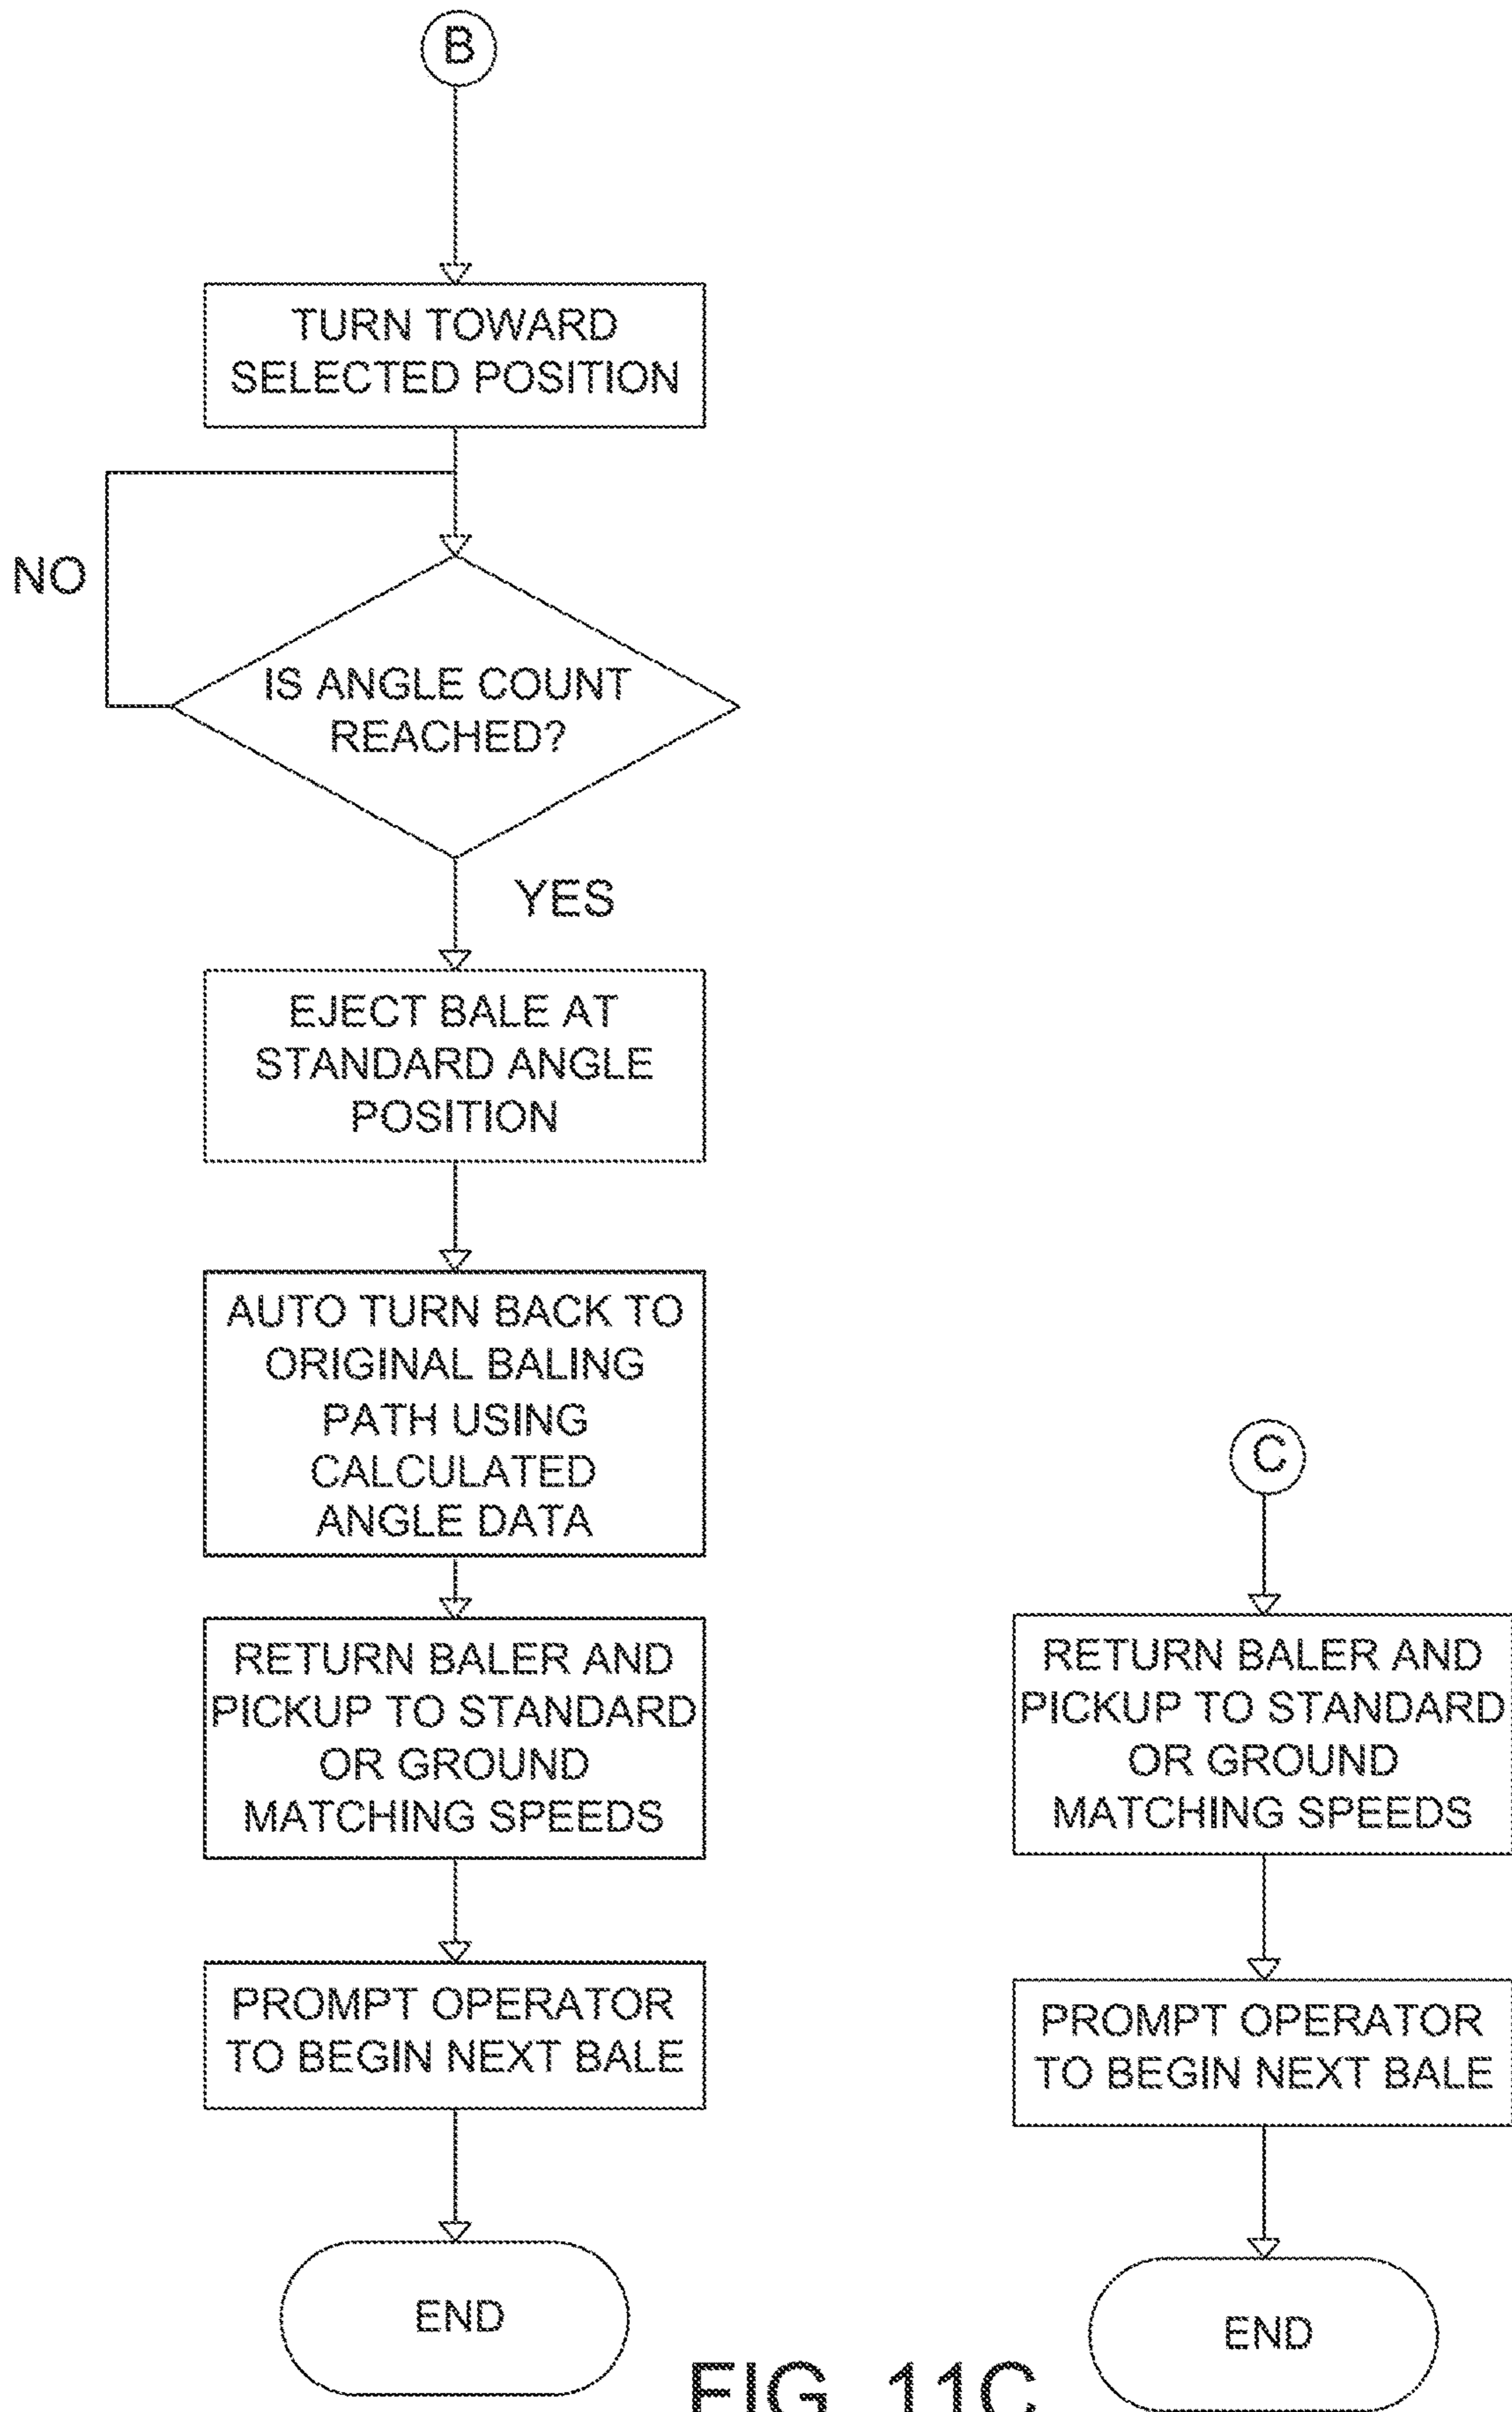 B
TURN TOWARD
SELECTED POSITION
NO
IS ANGLE COUNT
REACHED?
YES
EJECT BALE AT
STANDARD ANGLE
POSITION
AUTO TURN BACK TO
ORIGINAL BALING
PATH USING
CALCULATED
ANGLE DATA
RETURN BALER AND
PICKUP TO STANDARD
OR GROUND
MATCHING SPEEDS
PROMPT OPERATOR
TO BEGIN NEXT BALE
END
C
RETURN BALER AND
PICKUP TO STANDARD
OR GROUND
MATCHING SPEEDS
PROMPT OPERATOR
TO BEGIN NEXT BALE
END
FIG. 11C